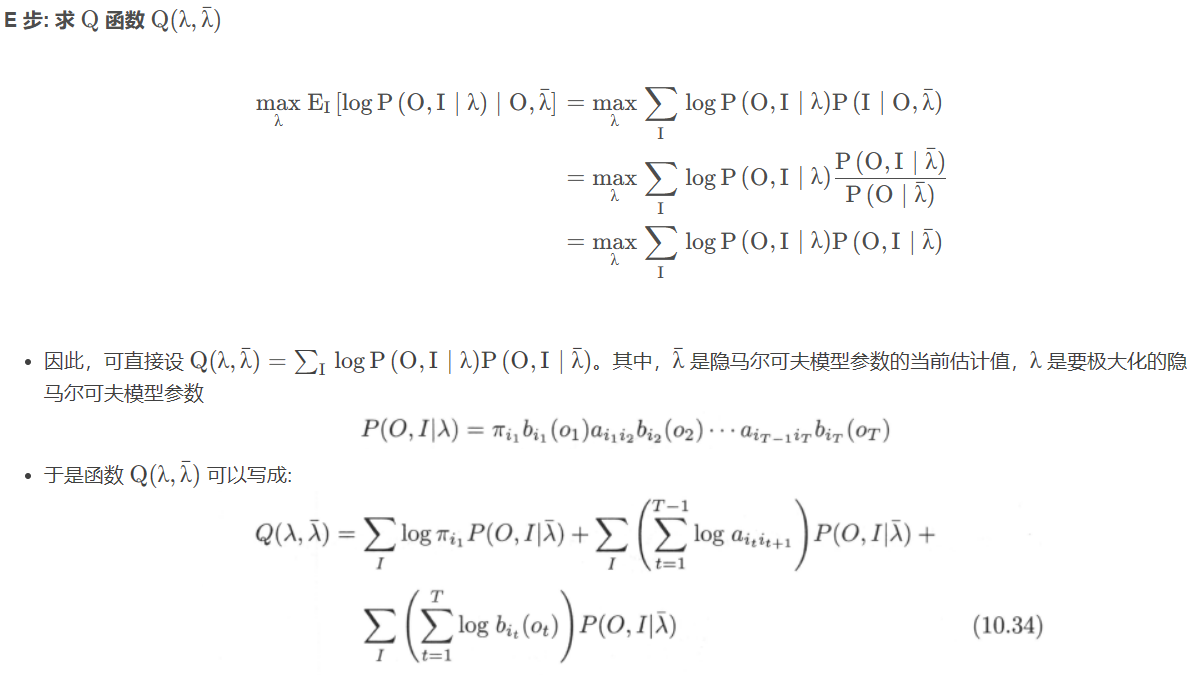 E 步: 求 Q 函数 Q(λ, λ̄)
max_λ E_I [log P (O, I | λ) | O, λ̄] = max_λ ∑_I log P (O, I | λ)P (I | O, λ̄)
= max_λ ∑_I log P (O, I | λ) P (O, I | λ̄) / P (O | λ̄)
= max_λ ∑_I log P (O, I | λ)P (O, I | λ̄)
• 因此，可直接设 Q(λ, λ̄) = ∑_I log P (O, I | λ)P (O, I | λ̄)。其中，λ̄ 是隐马尔可夫模型参数的当前估计值，λ 是要极大化的隐
马尔可夫模型参数
P(O, I|λ) = π_{i_1} b_{i_1}(o_1) a_{i_1 i_2} b_{i_2}(o_2) ··· a_{i_{T−1} i_T} b_{i_T}(o_T)
• 于是函数 Q(λ, λ̄) 可以写成:
Q(λ, λ̄) = ∑_I log π_{i_1} P(O, I|λ̄) + ∑_I (∑_{t=1}^{T−1} log a_{i_t i_{t+1}}) P(O, I|λ̄) +
∑_I (∑_{t=1}^{T} log b_{i_t}(o_t)) P(O, I|λ̄) (10.34)